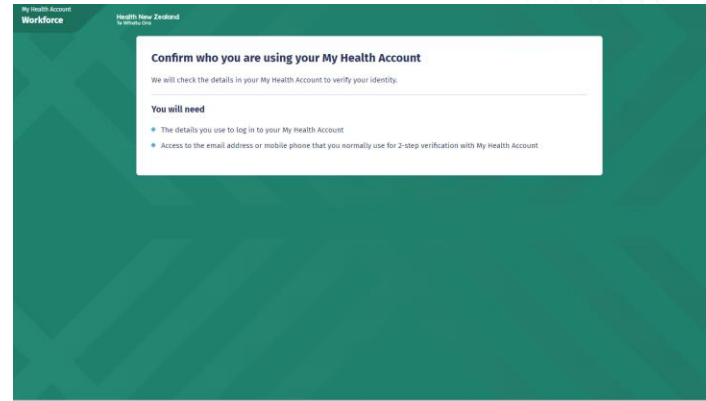 My Health Account
Workforce
Health New Zealand
Te Whatu Ora
Confirm who you are using your My Health Account
We will check the details in your My Health Account to verify your identity.
You will need
The details you use to log in to your My Health Account
Access to the email address or mobile phone that you normally use for 2-step verification with My Health Account